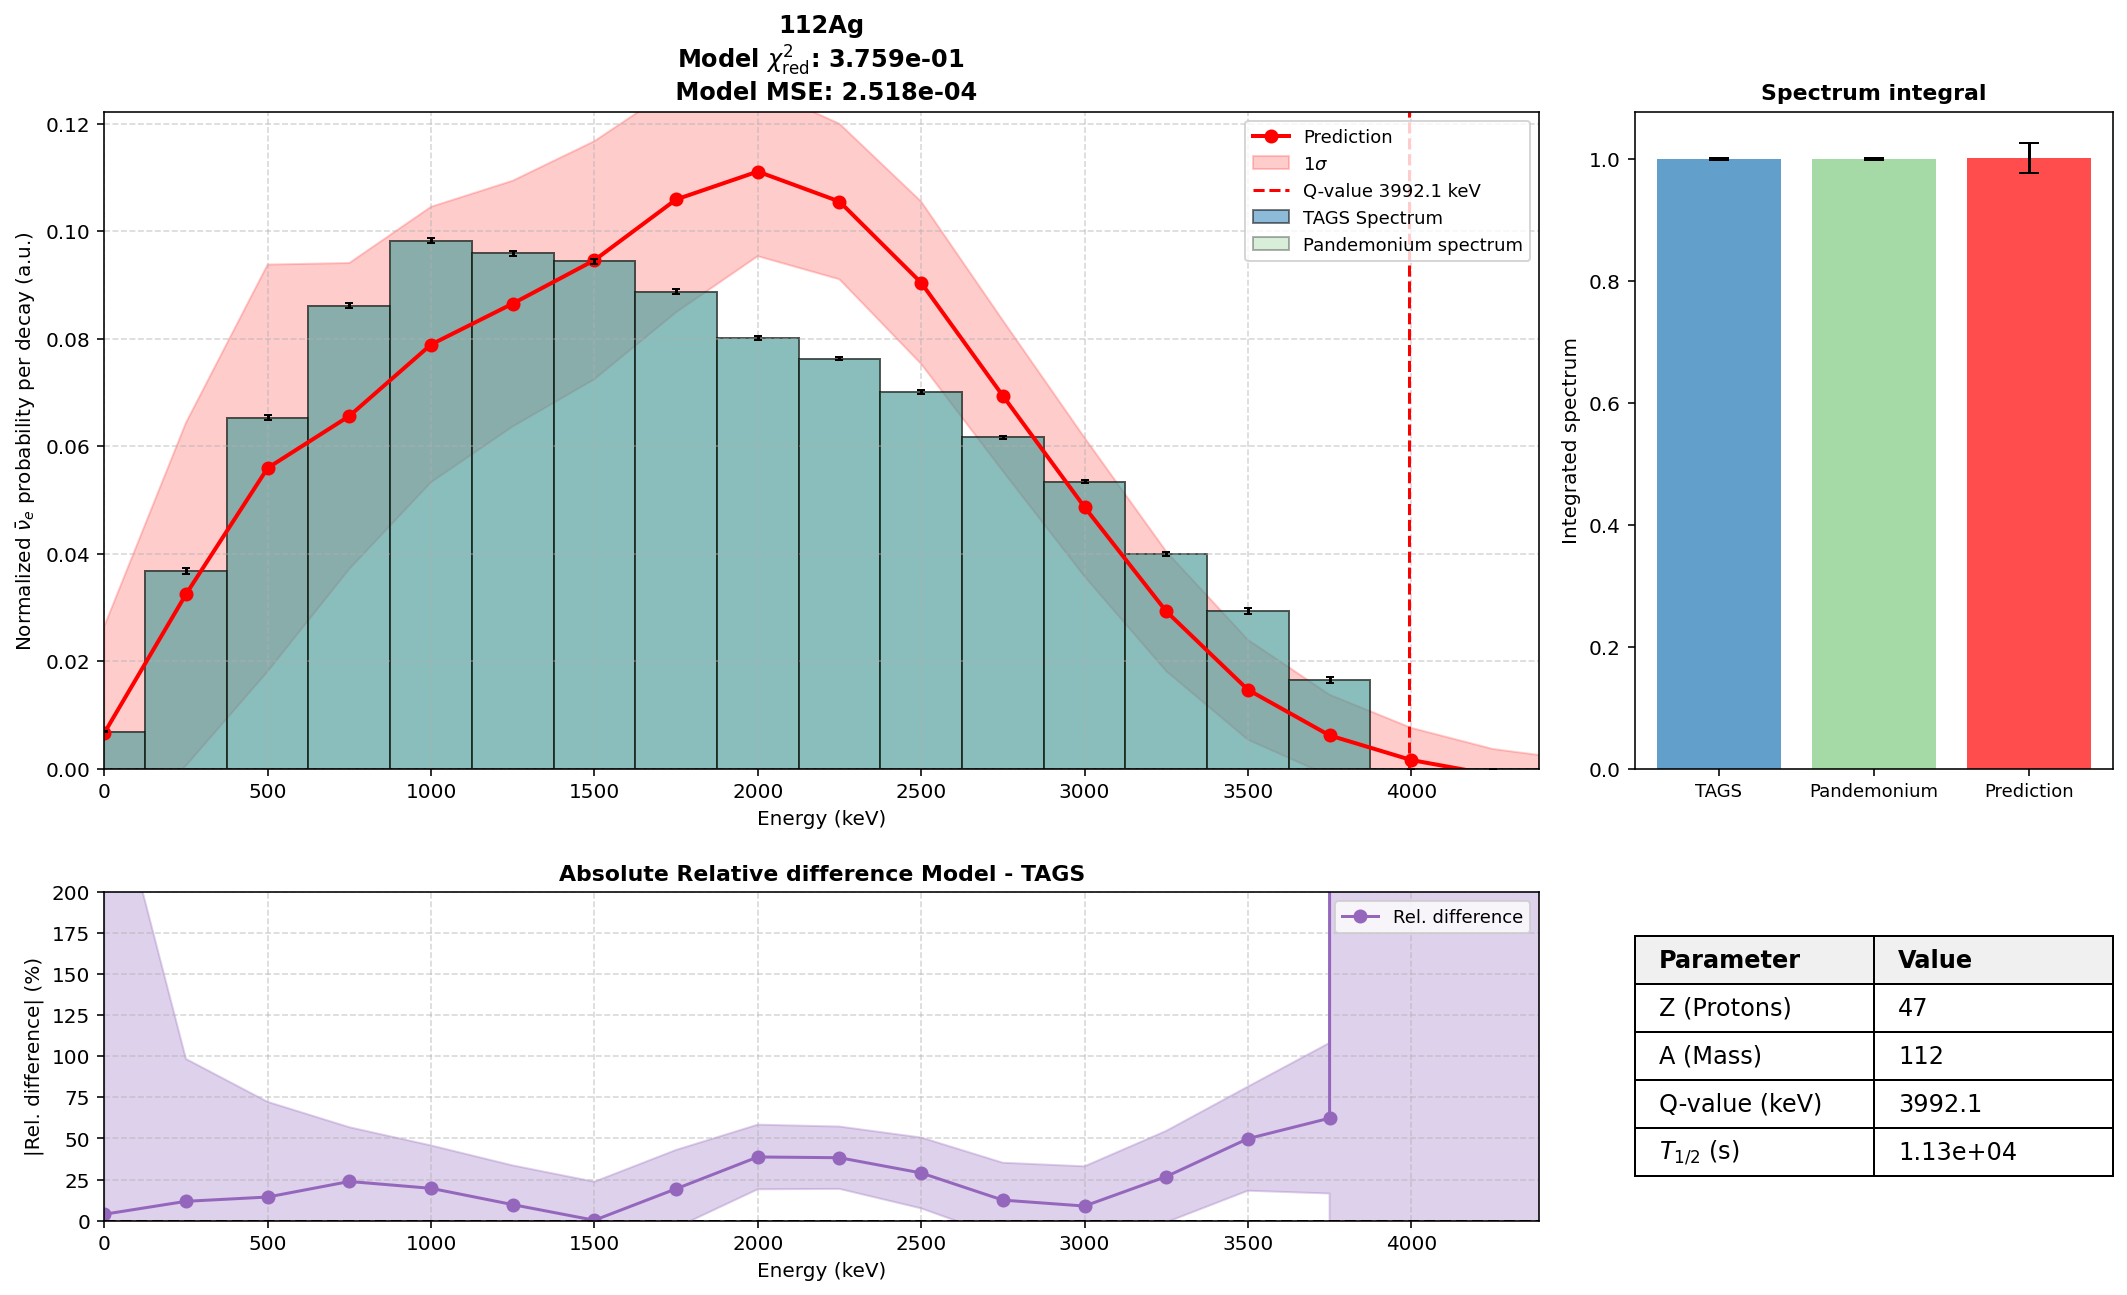 112Ag
Model χ²red: 3.759e-01
Model MSE: 2.518e-04
Normalized ν̄e probability per decay (a.u.)
0.12
0.10
0.08
0.06
0.04
0.02
0.00
0 500 1000 1500 2000 2500 3000 3500 4000
Energy (keV)
Prediction
1σ
Q-value 3992.1 keV
TAGS Spectrum
Pandemonium spectrum
Spectrum integral
Integrated spectrum
1.0
0.8
0.6
0.4
0.2
0.0
TAGS Pandemonium Prediction
Absolute Relative difference Model - TAGS
|Rel. difference| (%)
200
175
150
125
100
75
50
25
0
0 500 1000 1500 2000 2500 3000 3500 4000
Energy (keV)
Rel. difference
Parameter Value
Z (Protons) 47
A (Mass) 112
Q-value (keV) 3992.1
T1/2 (s) 1.13e+04